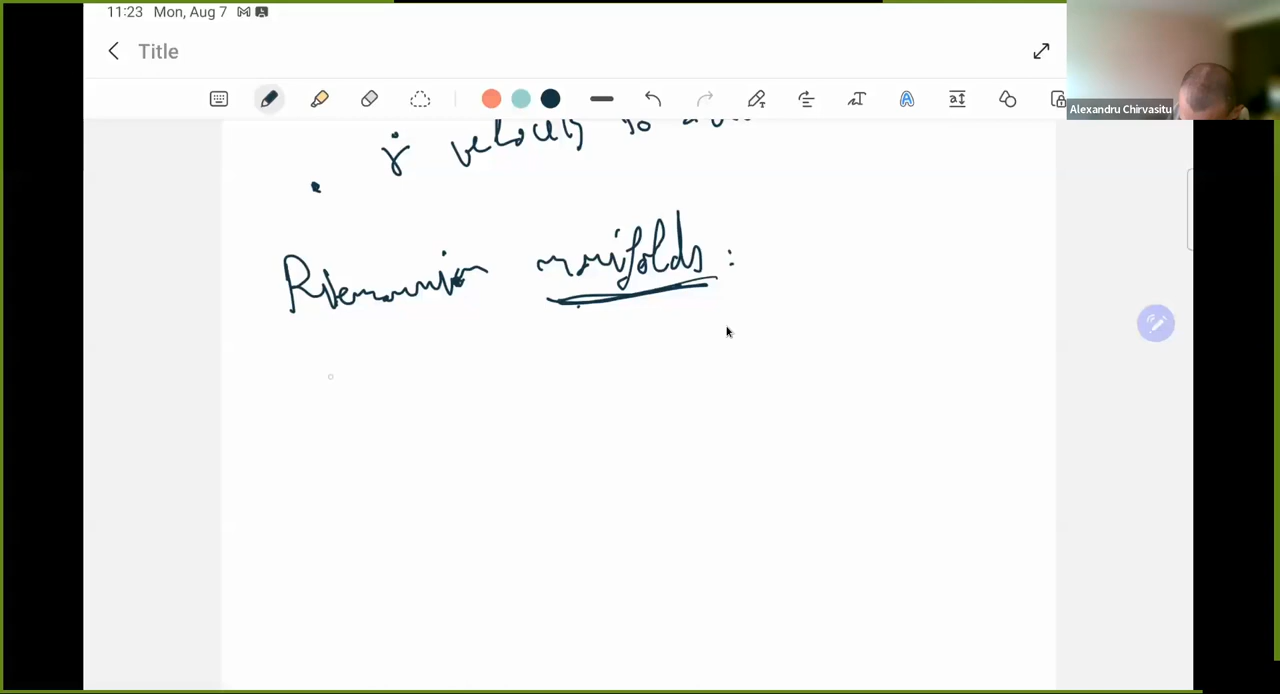 11:23 Mon, Aug 7
Title
Alexandru Chirvasitu
γ̇ velocity
Riemannian manifolds: